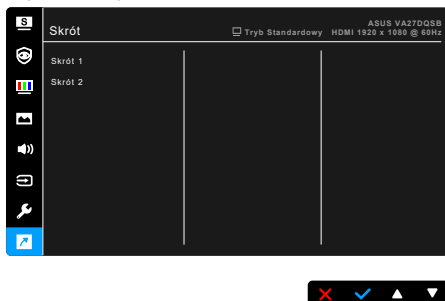 S
Skrót
ASUS VA27DQSB
Tryb Standardowy HDMI 1920 x 1080 @ 60Hz
Skrót 1
Skrót 2